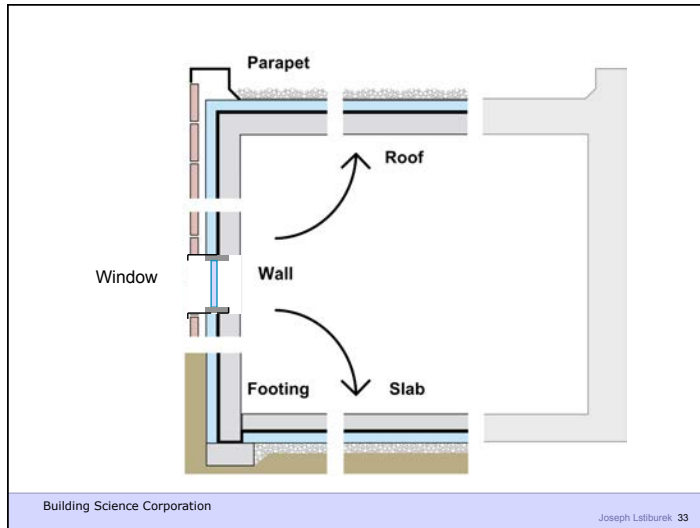 Parapet
Roof
Window
Wall
Footing
Slab
Building Science Corporation
Joseph Lstiburek 33